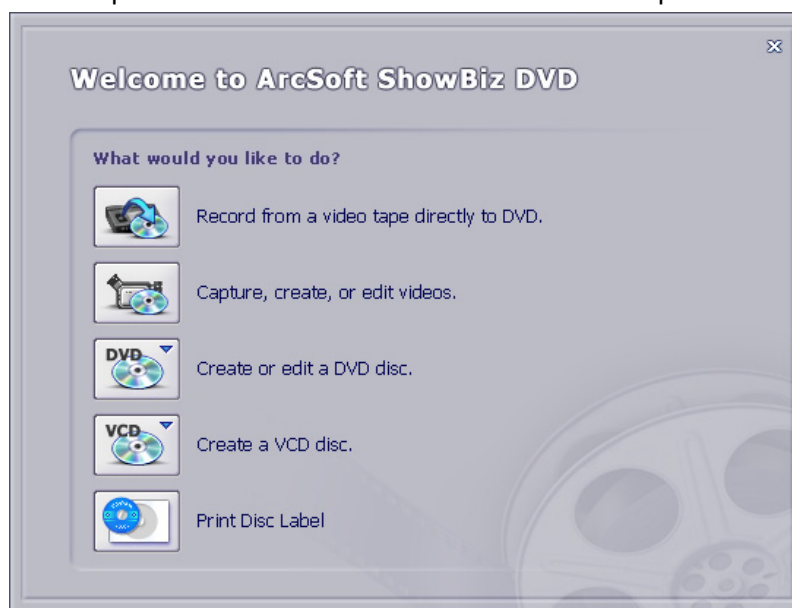 Welcome to ArcSoft ShowBiz DVD
What would you like to do?
Record from a video tape directly to DVD.
Capture, create, or edit videos.
DVD
Create or edit a DVD disc.
VCD
Create a VCD disc.
Print Disc Label